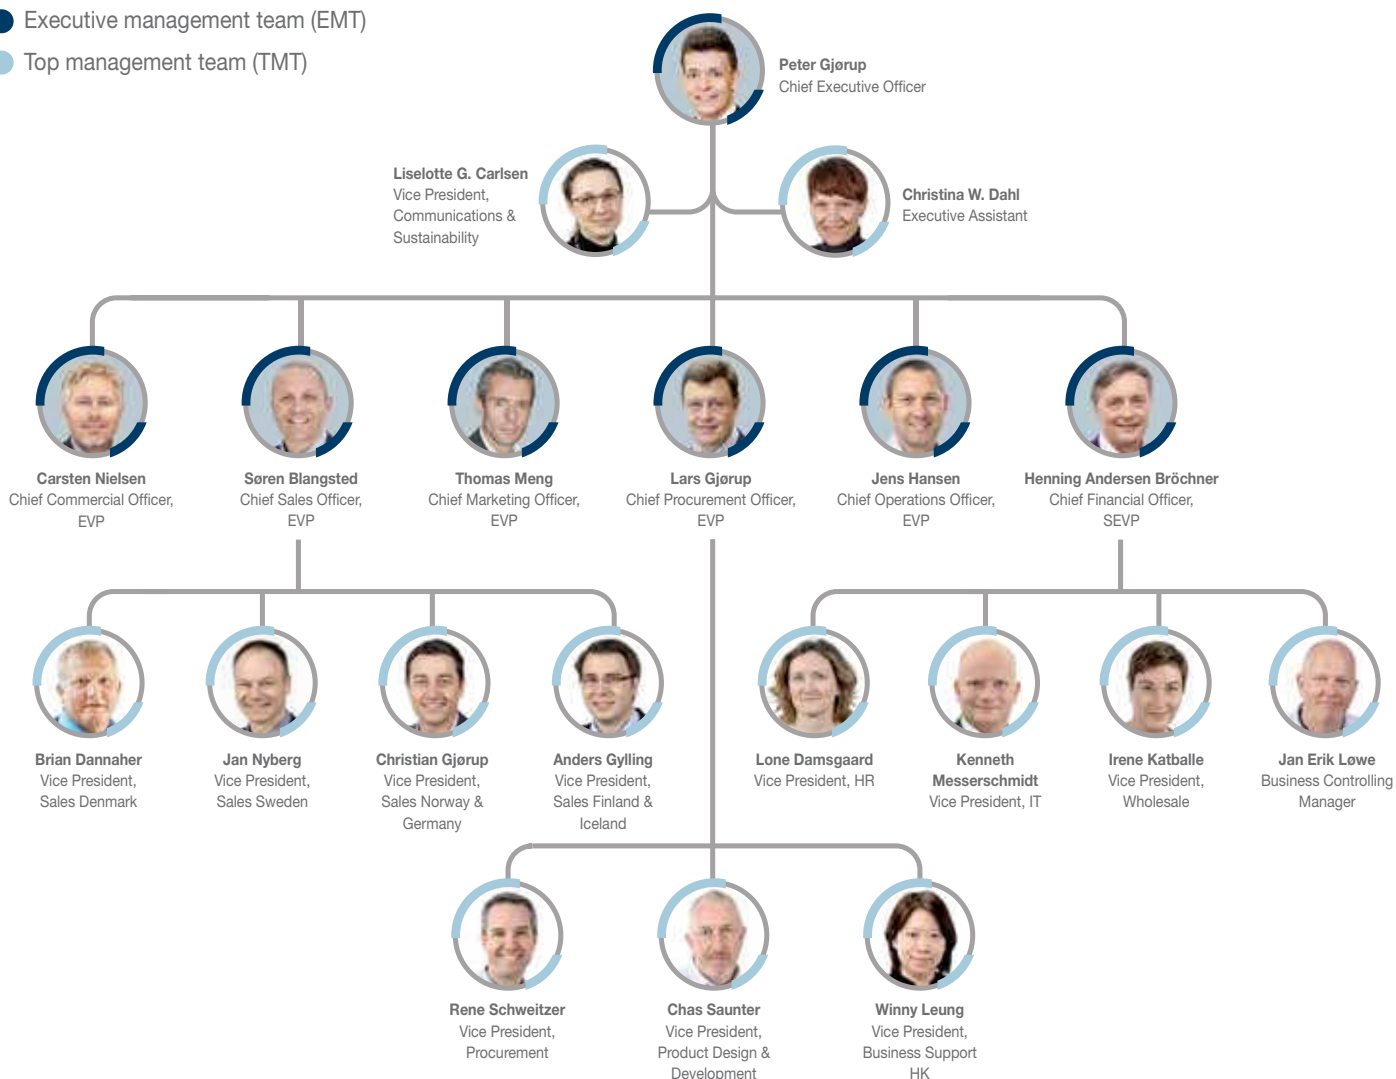 Executive management team (EMT)
Top management team (TMT)
Peter Gjørup
Chief Executive Officer
Liselotte G. Carlsen
Vice President,
Communications &
Sustainability
Christina W. Dahl
Executive Assistant
Carsten Nielsen
Chief Commercial Officer,
EVP
Søren Blangsted
Chief Sales Officer,
EVP
Thomas Meng
Chief Marketing Officer,
EVP
Lars Gjørup
Chief Procurement Officer,
EVP
Jens Hansen
Chief Operations Officer,
EVP
Henning Andersen Bröchner
Chief Financial Officer,
SEVP
Brian Dannaher
Vice President,
Sales Denmark
Jan Nyberg
Vice President,
Sales Sweden
Christian Gjørup
Vice President,
Sales Norway &
Germany
Anders Gylling
Vice President,
Sales Finland &
Iceland
Lone Damsgaard
Vice President, HR
Kenneth
Messerschmidt
Vice President, IT
Irene Katballe
Vice President,
Wholesale
Jan Erik Løwe
Business Controlling
Manager
Rene Schweitzer
Vice President,
Procurement
Chas Saunter
Vice President,
Product Design &
Development
Winny Leung
Vice President,
Business Support
HK